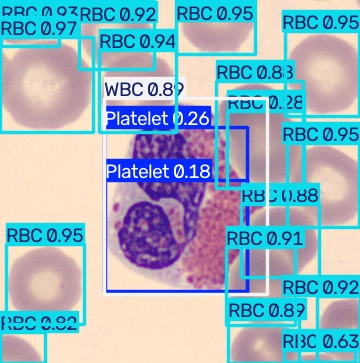 RBC 0.93
RBC 0.92
RBC 0.95
RBC 0.95
RBC 0.97
RBC 0.94
RBC 0.88
WBC 0.89
RBC 0.28
Platelet 0.26
RBC 0.95
Platelet 0.18
RBC 0.88
RBC 0.95
RBC 0.91
RBC 0.92
RBC 0.89
RBC 0.82
RBC 0.63